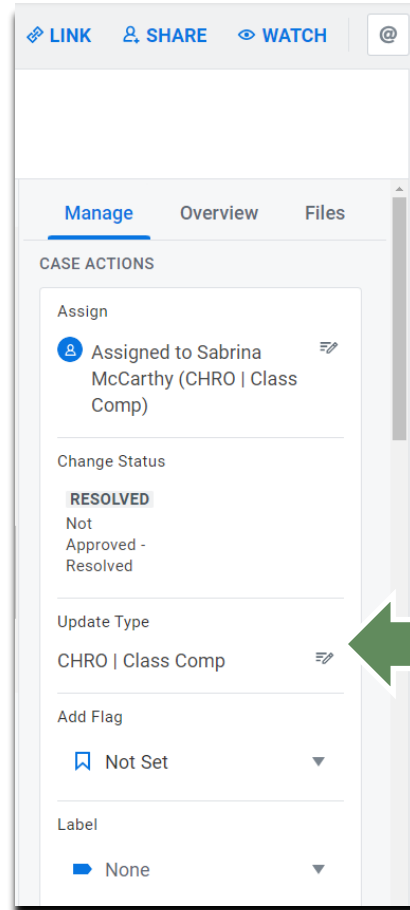 LINK SHARE WATCH @
Manage Overview Files
CASE ACTIONS
Assign
Assigned to Sabrina
McCarthy (CHRO | Class
Comp)
Change Status
RESOLVED
Not
Approved -
Resolved
Update Type
CHRO | Class Comp
Add Flag
Not Set
Label
None